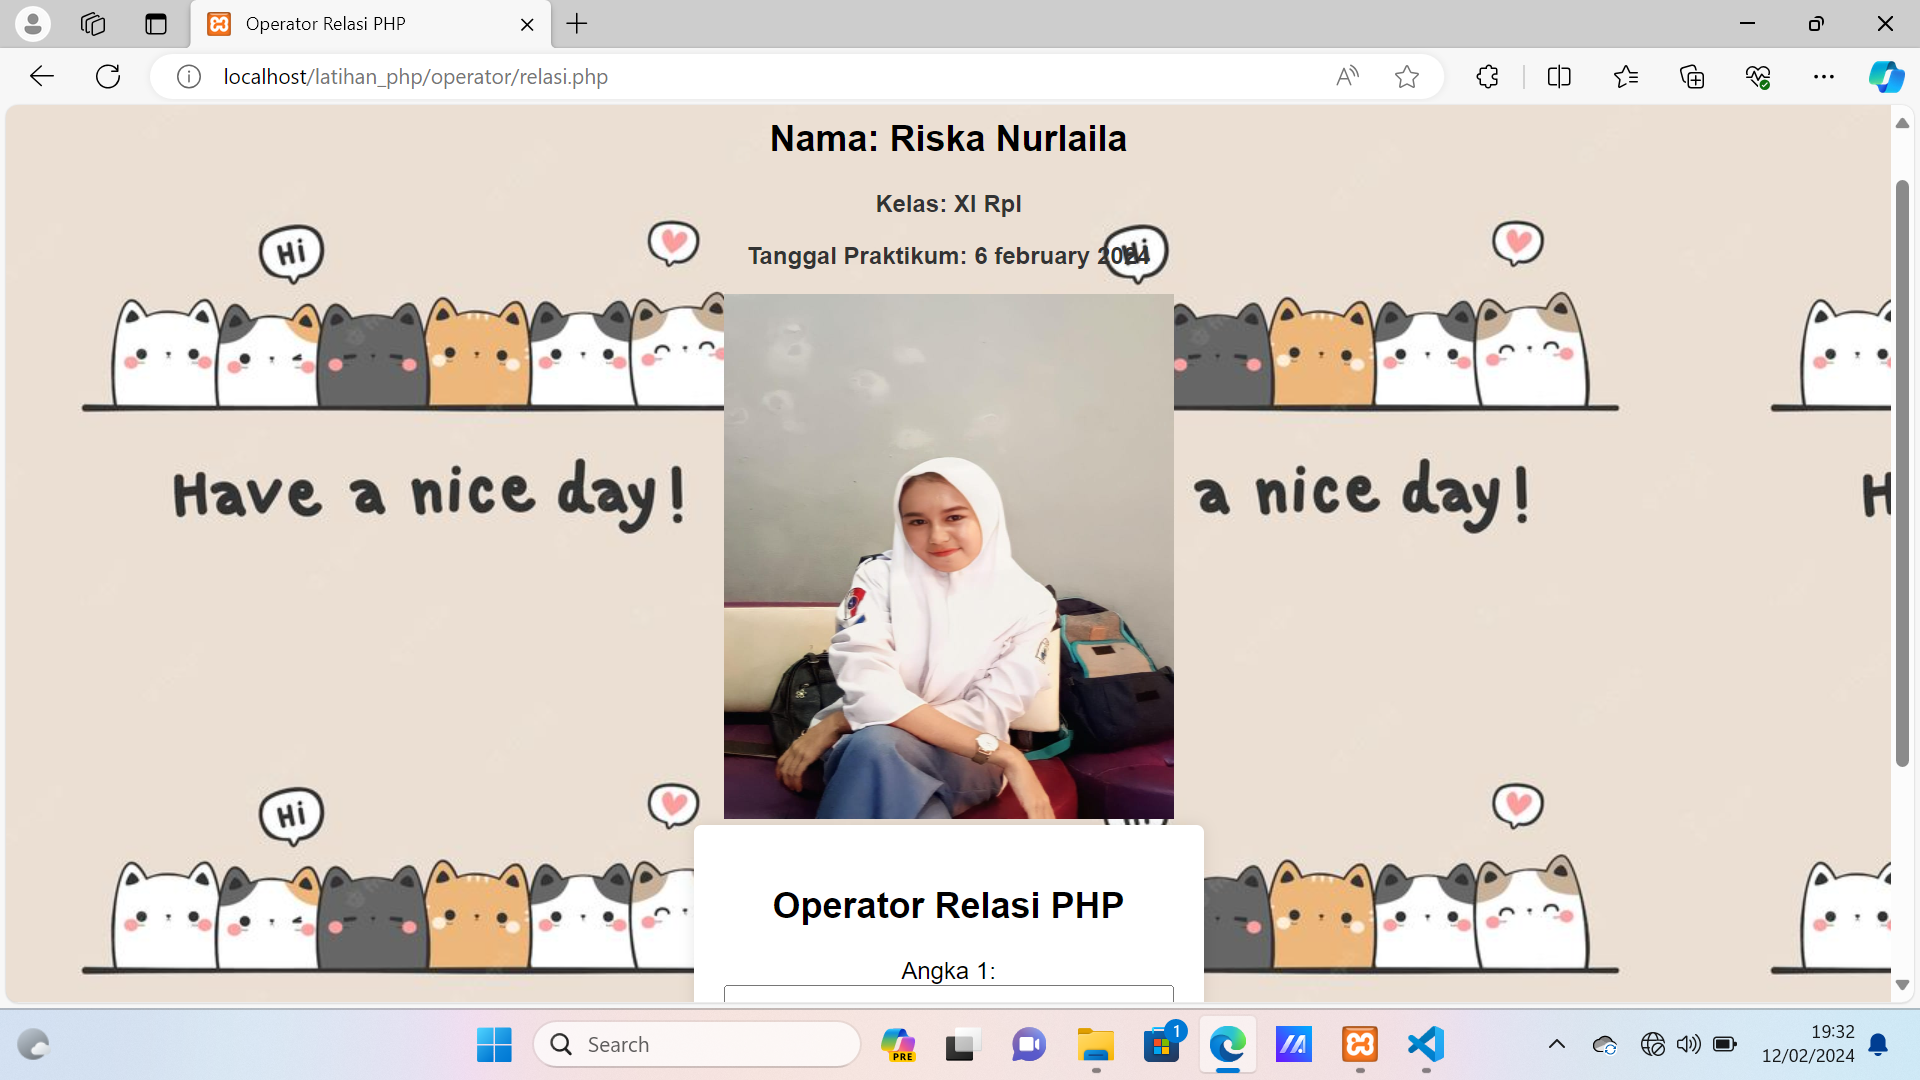 Operator Relasi PHP
localhost/latihan_php/operator/relasi.php
Nama: Riska Nurlaila
Kelas: XI Rpl
Tanggal Praktikum: 6 february 2024
Hi
Hi
Have a nice day!
a nice day!
H
Hi
Hi
Operator Relasi PHP
Angka 1:
Search
PRE
1
19:32
12/02/2024